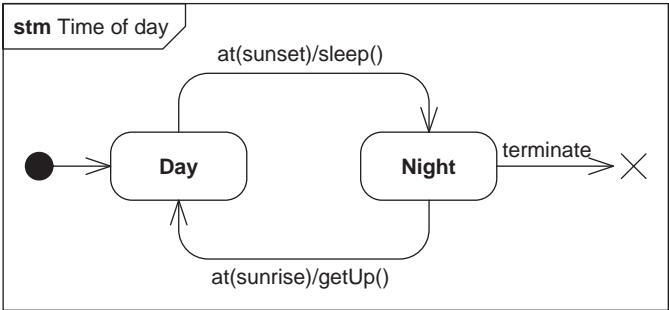 stm Time of day
at(sunset)/sleep()
Day
Night
terminate
at(sunrise)/getUp()